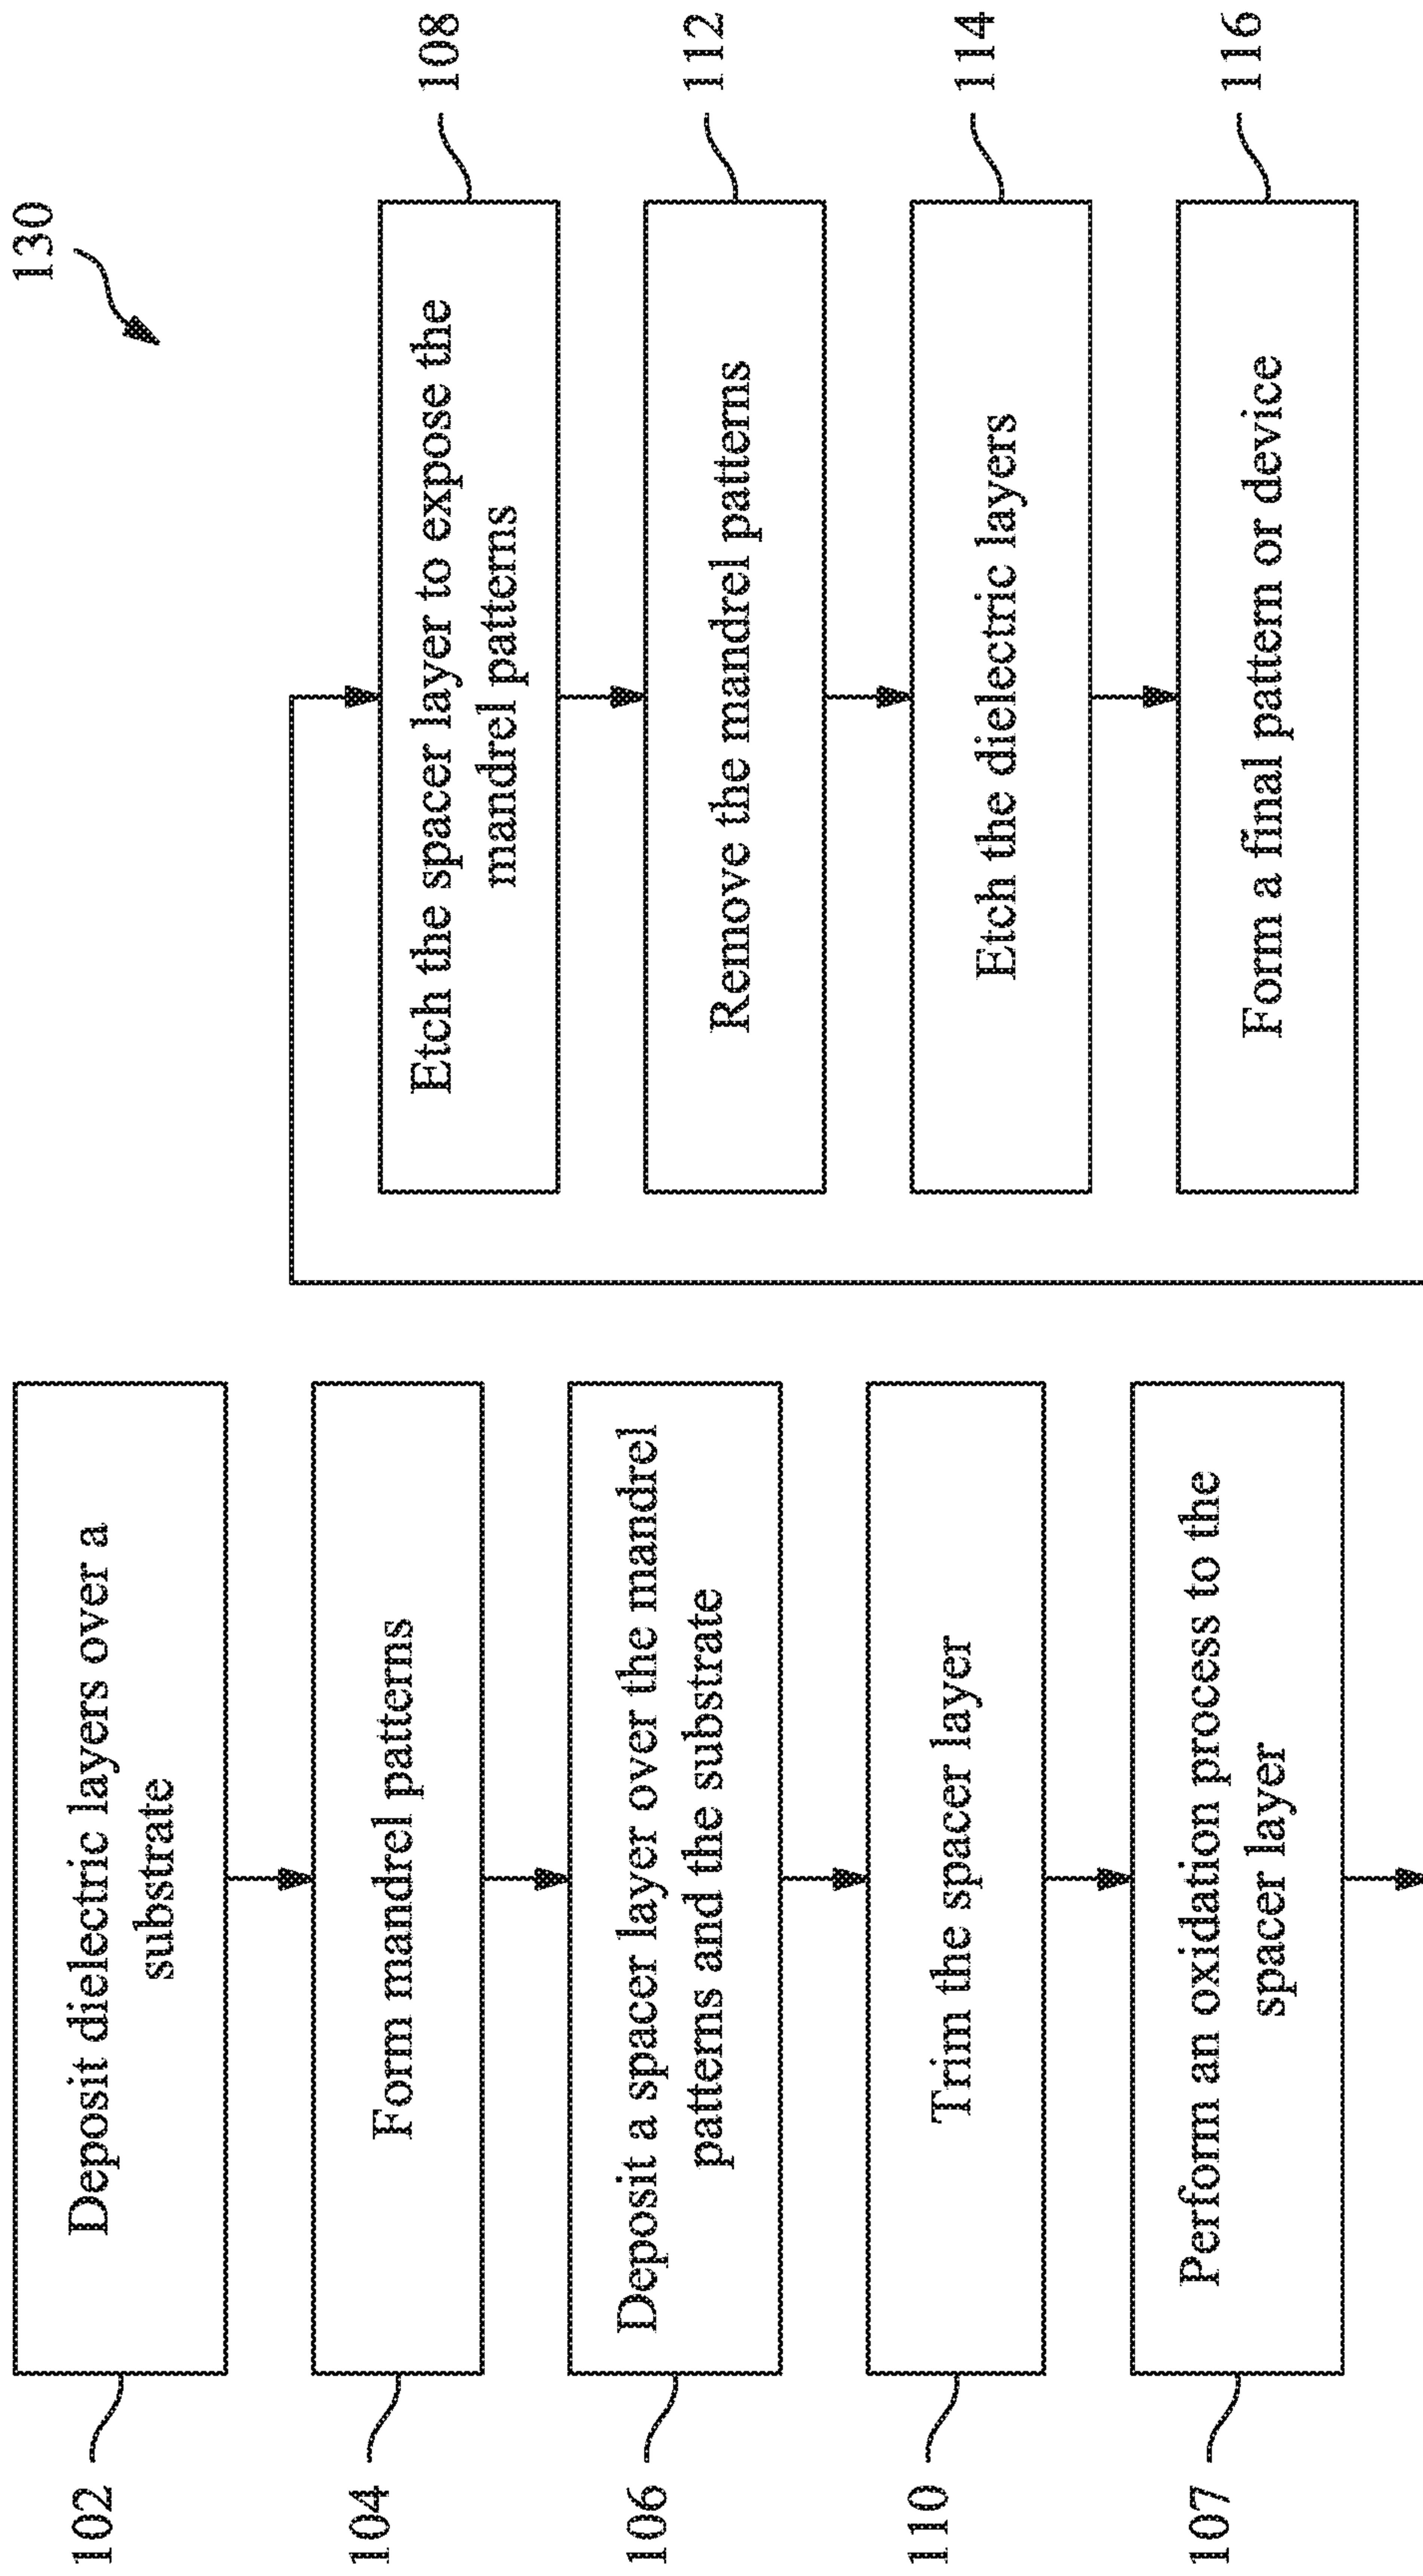 130
102
Deposit dielectric layers over a
substrate
104
Form mandrel patterns
106
Deposit a spacer layer over the mandrel
patterns and the substrate
110
Trim the spacer layer
107
Perform an oxidation process to the
spacer layer
Etch the spacer layer to expose the
mandrel patterns
108
Remove the mandrel patterns
112
Etch the dielectric layers
114
Form a final pattern or device
116